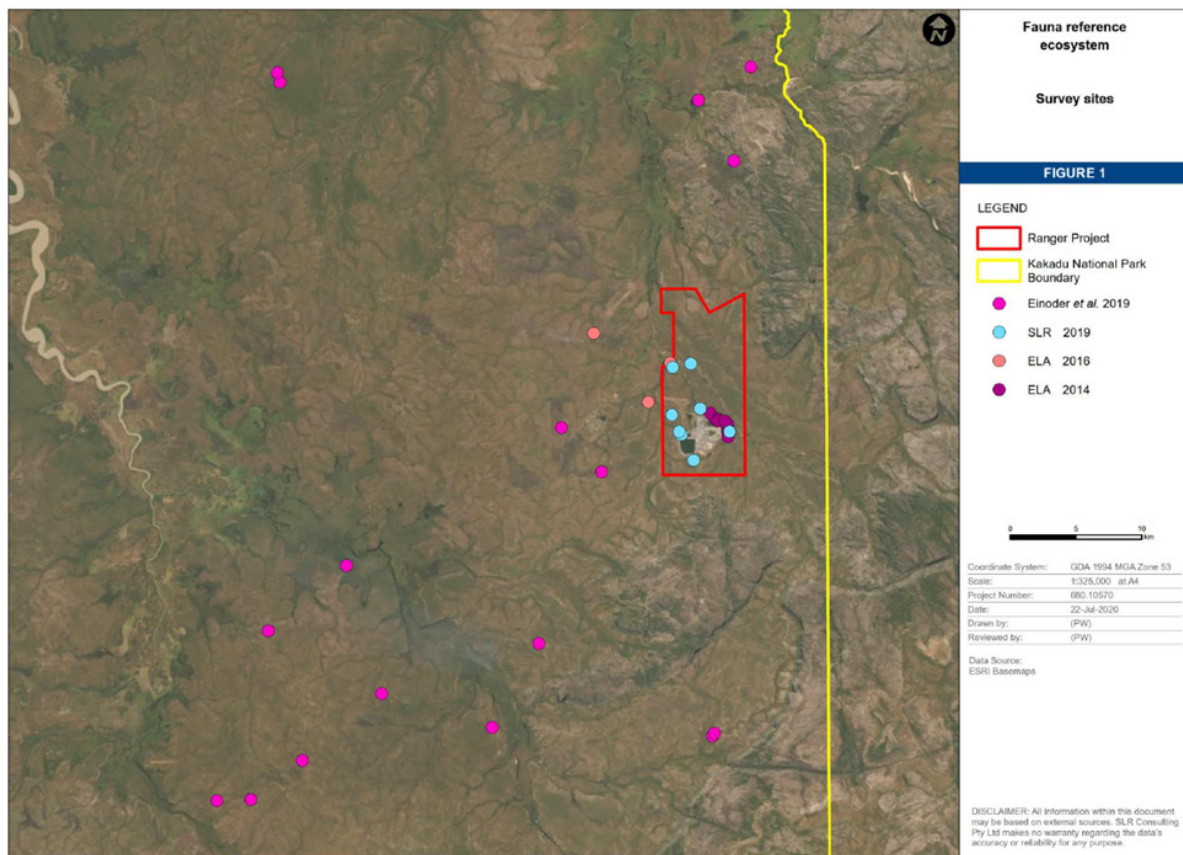 N
Fauna reference
ecosystem
Survey sites
FIGURE 1
LEGEND
Ranger Project
Kakadu National Park
Boundary
Einoder et al. 2019
SLR 2019
ELA 2016
ELA 2014
0 5 10
km
Coordinate System: GDA 1994 MGA Zone 53
Scale: 1:325,000 at A4
Project Number: 680.10570
Date: 22-Jul-2020
Drawn by: (PW)
Reviewed by: (PW)
Data Source:
ESRI Basemaps
DISCLAIMER: All information within this document
may be based on external sources. SLR Consulting
Pty Ltd makes no warranty regarding the data's
accuracy or reliability for any purpose.